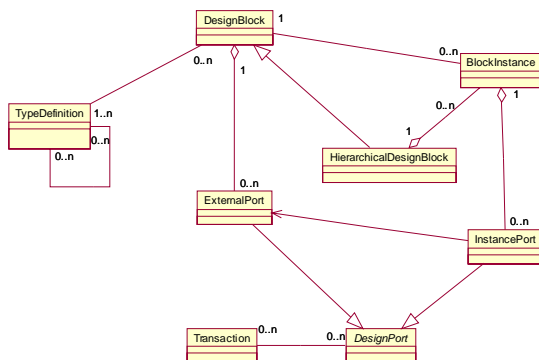 DesignBlock
1
0..n
1
0..n
BlockInstance
0..n
1
TypeDefinition
1..n
0..n
0..n
1
HierarchicalDesignBlock
0..n
ExternalPort
0..n
InstancePort
Transaction
0..n
0..n
DesignPort